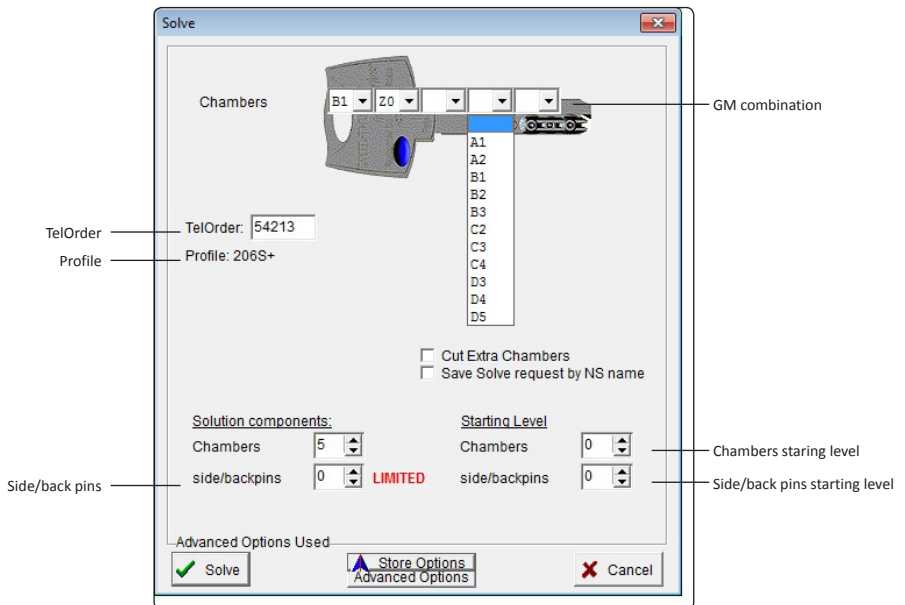 Solve
Chambers B1 Z0
GM combination
A1
A2
B1
B2
B3
C2
C3
C4
D3
D4
D5
TelOrder
TelOrder: 54213
Profile
Profile: 206S+
Cut Extra Chambers
Save Solve request by NS name
Solution components:
Starting Level
Chambers 5
Chambers 0
Chambers staring level
Side/back pins
side/backpins 0 LIMITED
side/backpins 0
Side/back pins starting level
Advanced Options Used
Solve
Store Options
Advanced Options
Cancel